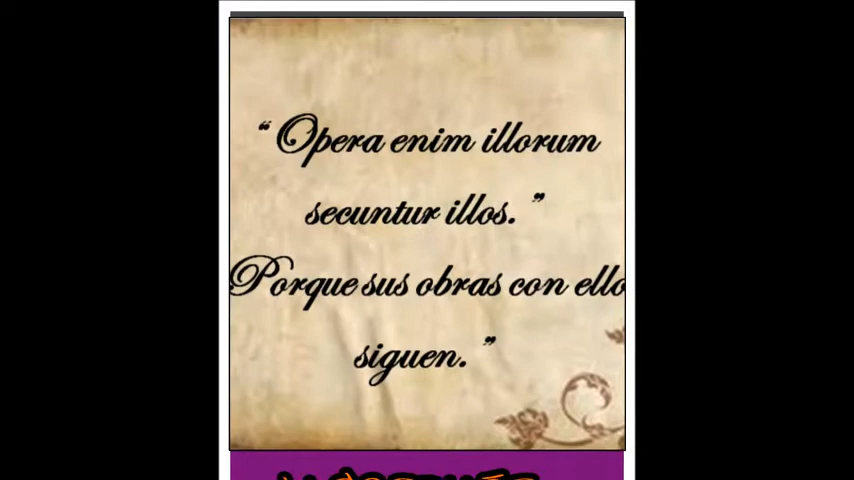 “Opera enim illorum
secuntur illos.”
Porque sus obras con ello
siguen.”